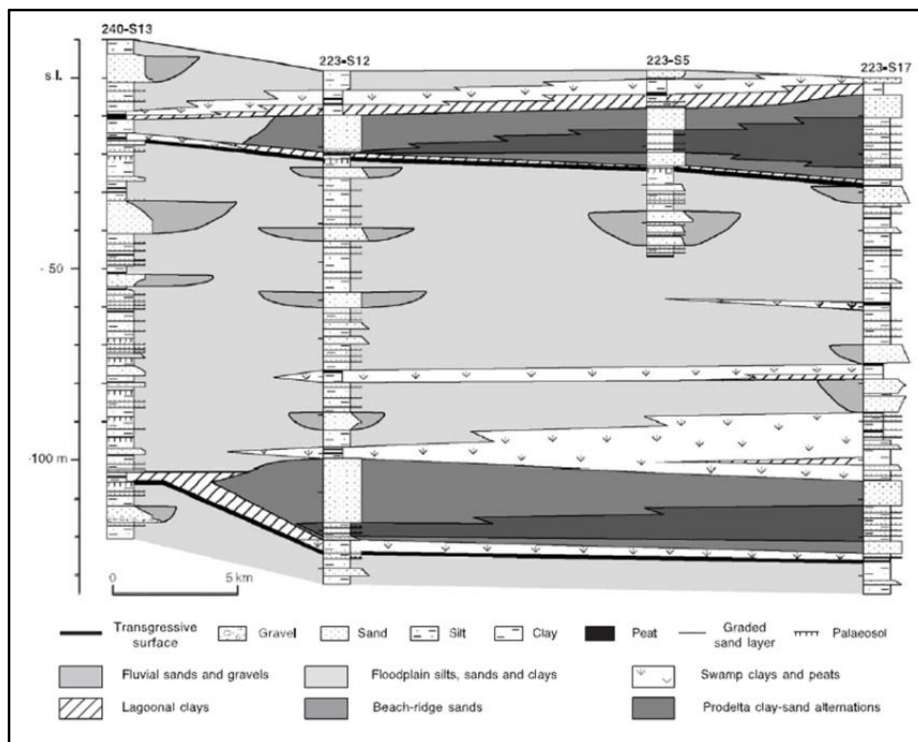 240-S13
223-S12
223-S5
223-S17
s.l.
- 50
-100 m
0 5 km
Transgressive surface
Gravel
Sand
Silt
Clay
Peat
Graded sand layer
Palaeosol
Fluvial sands and gravels
Floodplain silts, sands and clays
Swamp clays and peats
Lagoonal clays
Beach-ridge sands
Prodelta clay-sand alternations